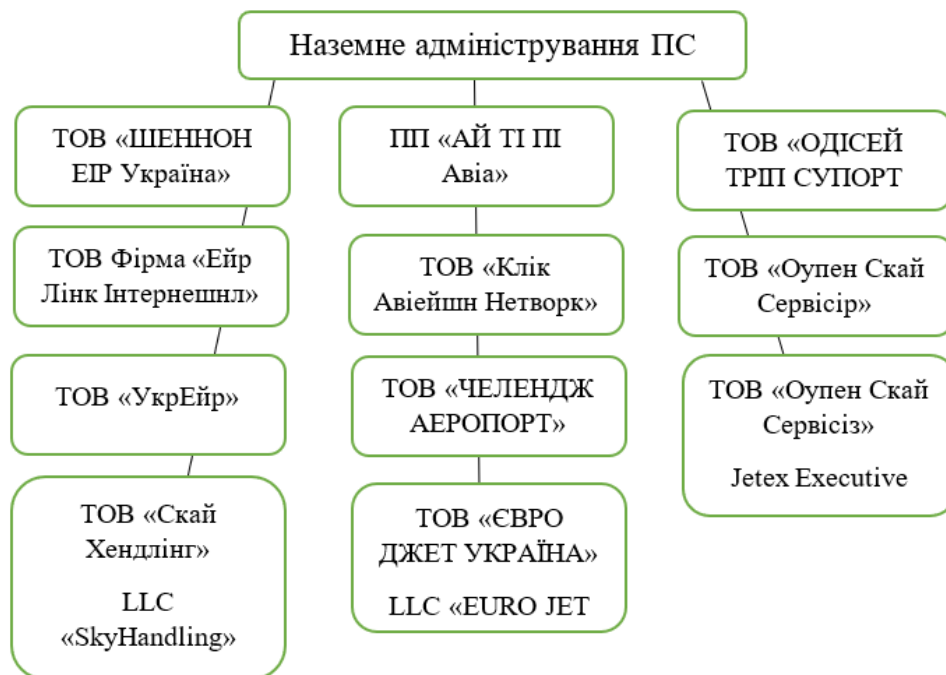 Наземне адміністрування ПС
ТОВ «ШЕННОН
ЕІР Україна»
ТОВ Фірма «Ейр
Лінк Інтернешнл»
ТОВ «УкрЕйр»
ТОВ «Скай
Хендлінг»
LLC
«SkyHandling»
ПП «АЙ ТІ ПІ
Авіа»
ТОВ «Клік
Авіейшн Нетворк»
ТОВ «ЧЕЛЕНДЖ
АЕРОПОРТ»
ТОВ «ЄВРО
ДЖЕТ УКРАЇНА»
LLC «EURO JET
ТОВ «ОДІСЕЙ
ТРІП СУПОРТ
ТОВ «Оупен Скай
Сервісір»
ТОВ «Оупен Скай
Сервісіз»
Jetex Executive